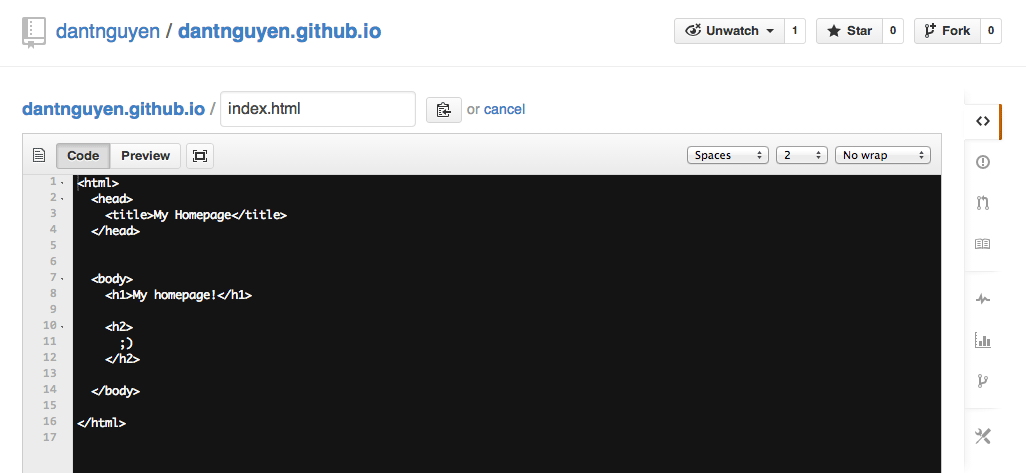 dantnguyen / dantnguyen.github.io
Unwatch 1
Star 0
Fork 0
dantnguyen.github.io / index.html or cancel
Code Preview Spaces 2 No wrap
1 <html>
2 <head>
3 <title>My Homepage</title>
4 </head>
5
6
7 <body>
8 <h1>My homepage!</h1>
9
10 <h2>
11 ;)
12 </h2>
13
14 </body>
15
16 </html>
17